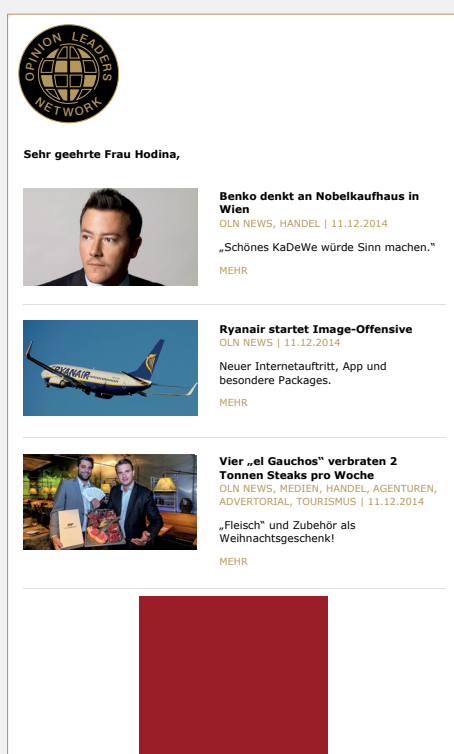 OPINION LEADERS
NETWORK
Sehr geehrte Frau Hodina,
Benko denkt an Nobelkaufhaus in
Wien
OLN NEWS, HANDEL | 11.12.2014
„Schönes KaDeWe würde Sinn machen.“
MEHR
RYANAIR
Ryanair startet Image-Offensive
OLN NEWS | 11.12.2014
Neuer Internetauftritt, App und
besondere Packages.
MEHR
Vier „el Gauchos“ verbraten 2
Tonnen Steaks pro Woche
OLN NEWS, MEDIEN, HANDEL, AGENTUREN,
ADVERTORIAL, TOURISMUS | 11.12.2014
„Fleisch“ und Zubehör als
Weihnachtsgeschenk!
MEHR